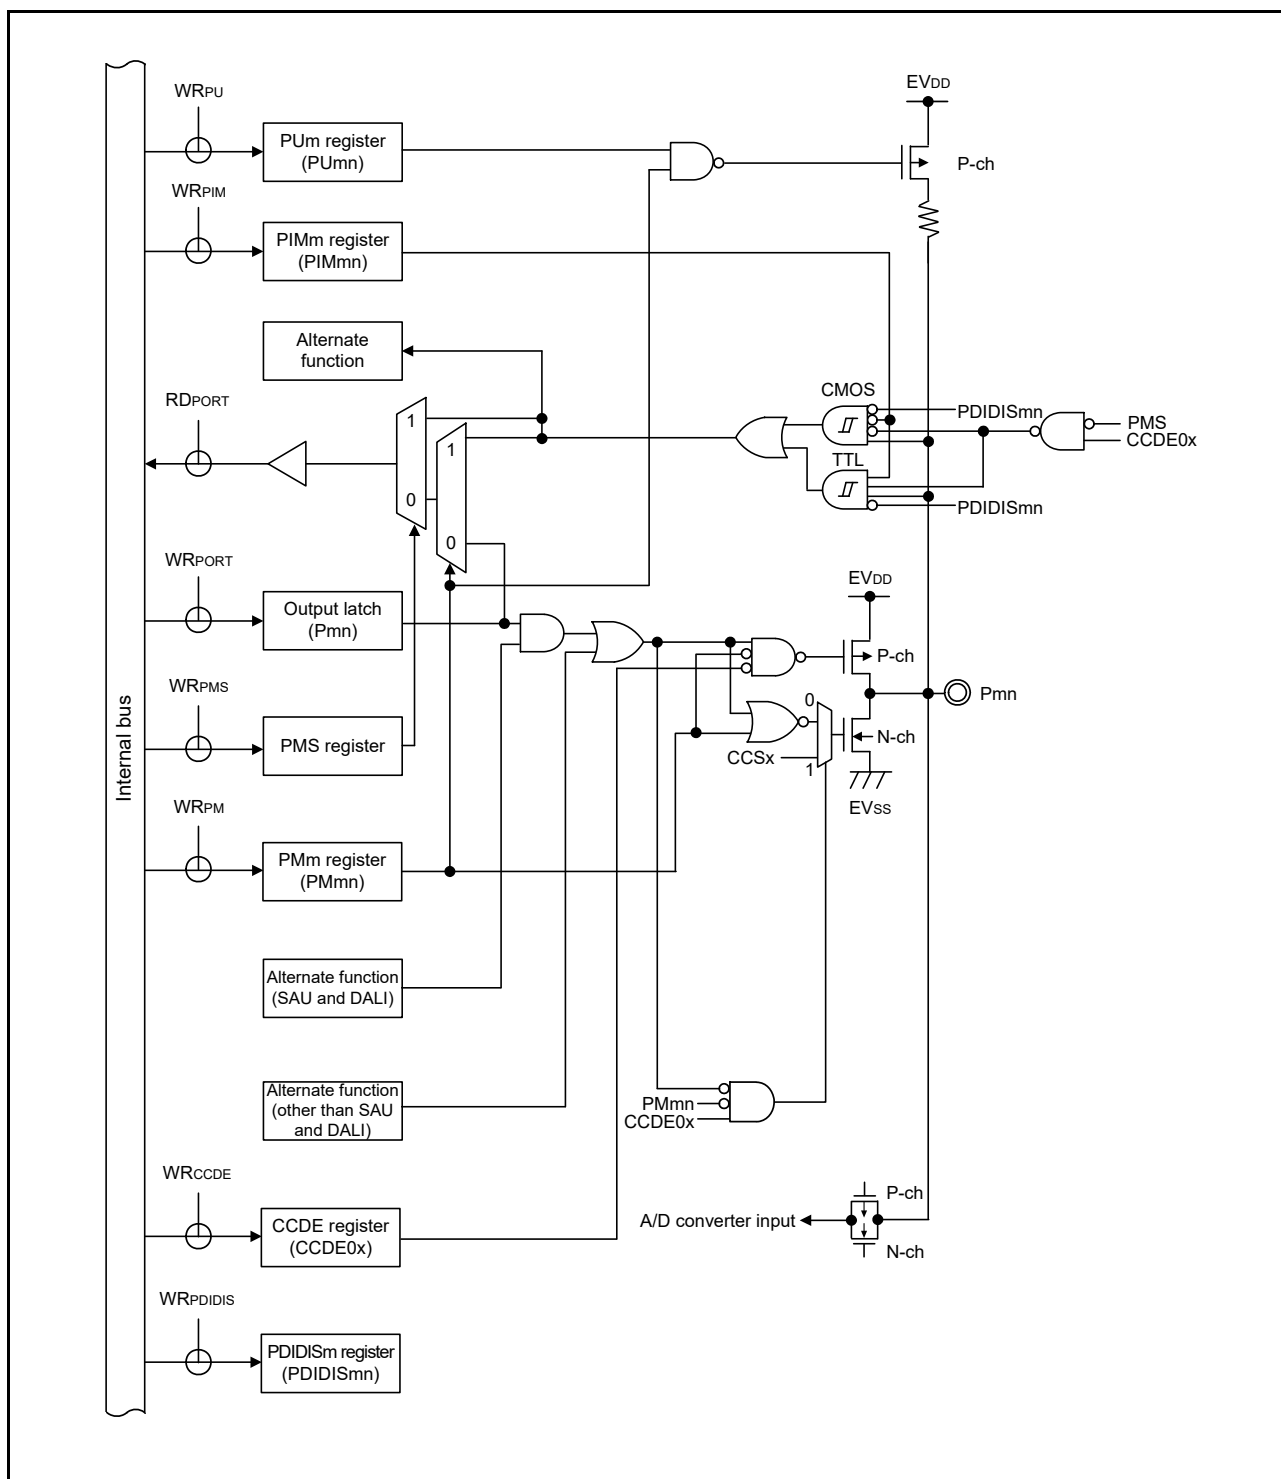 WRPU
EVDD
PUm register
(PUmn)
P-ch
WRPIM
PIMm register
(PIMmn)
Alternate
function
CMOS
RDPORT
1
PDIDISmn
PMS
CCDE0x
1
TTL
0
PDIDISmn
0
WRPORT
EVDD
Output latch
(Pmn)
P-ch
WRPMS
0
Pmn
PMS register
N-ch
CCSx
1
Internal bus
WRPM
EVSS
PMm register
(PMmn)
Alternate function
(SAU and DALI)
Alternate function
(other than SAU
and DALI)
PMmn
CCDE0x
WRCCDE
P-ch
CCDE register
(CCDE0x)
A/D converter input
N-ch
WRPDIDIS
PDIDISm register
(PDIDISmn)